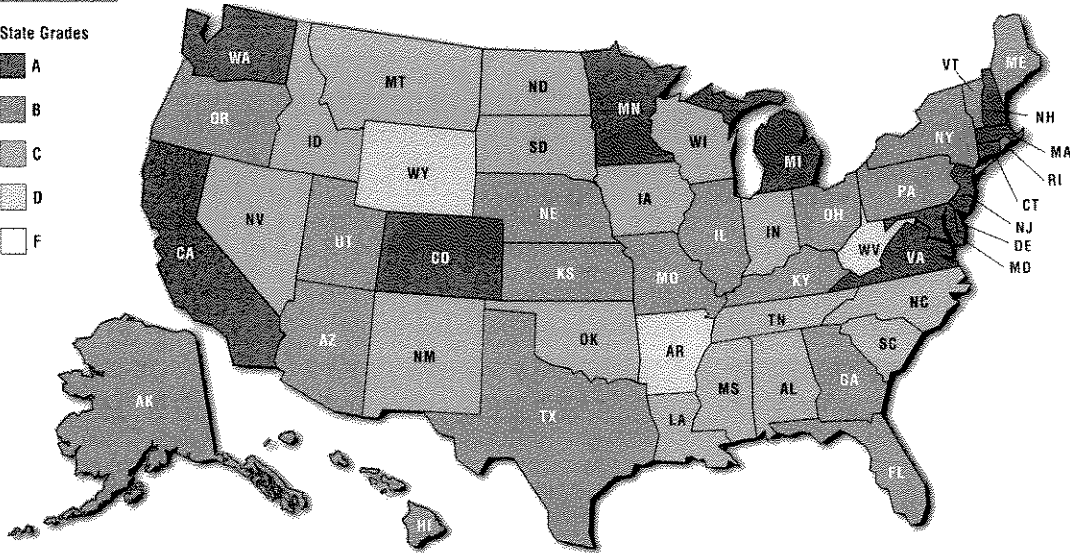 State Grades
A
B
C
D
F
WA
OR
CA
ID
NV
MT
WY
UT
CO
AZ
NM
ND
SD
NE
KS
OK
TX
MN
IA
MO
AR
LA
WI
IL
MI
IN
OH
KY
TN
MS
AL
GA
FL
SC
NC
VA
WV
PA
NY
VT
ME
NH
MA
RI
CT
NJ
DE
MD
AK
HI